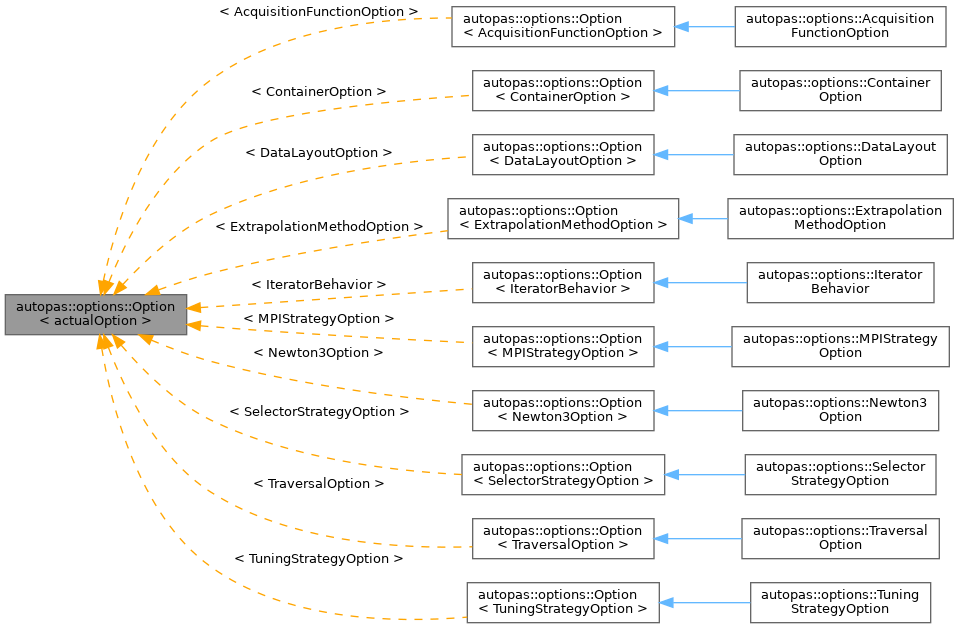 < AcquisitionFunctionOption >
autopas::options::Option
< AcquisitionFunctionOption >
autopas::options::Acquisition
FunctionOption
< ContainerOption >
autopas::options::Option
< ContainerOption >
autopas::options::Container
Option
< DataLayoutOption >
autopas::options::Option
< DataLayoutOption >
autopas::options::DataLayout
Option
< ExtrapolationMethodOption >
autopas::options::Option
< ExtrapolationMethodOption >
autopas::options::Extrapolation
MethodOption
< IteratorBehavior >
autopas::options::Option
< IteratorBehavior >
autopas::options::Iterator
Behavior
autopas::options::Option
< actualOption >
< MPIStrategyOption >
autopas::options::Option
< MPIStrategyOption >
autopas::options::MPIStrategy
Option
< Newton3Option >
autopas::options::Option
< Newton3Option >
autopas::options::Newton3
Option
< SelectorStrategyOption >
autopas::options::Option
< SelectorStrategyOption >
autopas::options::Selector
StrategyOption
< TraversalOption >
autopas::options::Option
< TraversalOption >
autopas::options::Traversal
Option
< TuningStrategyOption >
autopas::options::Option
< TuningStrategyOption >
autopas::options::Tuning
StrategyOption